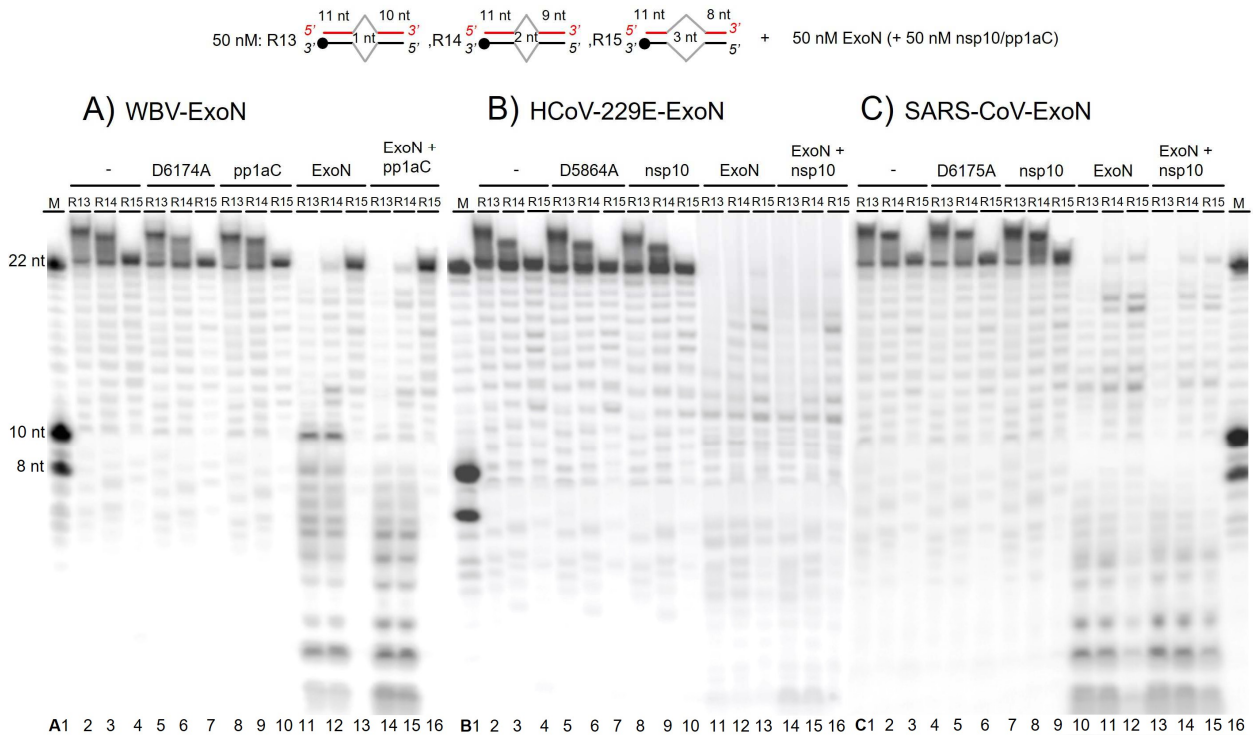 11 nt 10 nt 11 nt 9 nt 11 nt 8 nt
50 nM: R13 5' 3' 3' 1 nt 5' ,R14 5' 3' 3' 2 nt 5' ,R15 5' 3' 3' 3 nt 5' + 50 nM ExoN (+ 50 nM nsp10/pp1aC)
A) WBV-ExoN
- D6174A pp1aC ExoN ExoN + pp1aC
M R13 R14 R15 R13 R14 R15 R13 R14 R15 R13 R14 R15 R13 R14 R15
22 nt
10 nt
8 nt
A1 2 3 4 5 6 7 8 9 10 11 12 13 14 15 16
B) HCoV-229E-ExoN
- D5864A nsp10 ExoN ExoN + nsp10
M R13 R14 R15 R13 R14 R15 R13 R14 R15 R13 R14 R15 R13 R14 R15
B1 2 3 4 5 6 7 8 9 10 11 12 13 14 15 16
C) SARS-CoV-ExoN
- D6175A nsp10 ExoN ExoN + nsp10
R13 R14 R15 R13 R14 R15 R13 R14 R15 R13 R14 R15 R13 R14 R15 M
C1 2 3 4 5 6 7 8 9 10 11 12 13 14 15 16